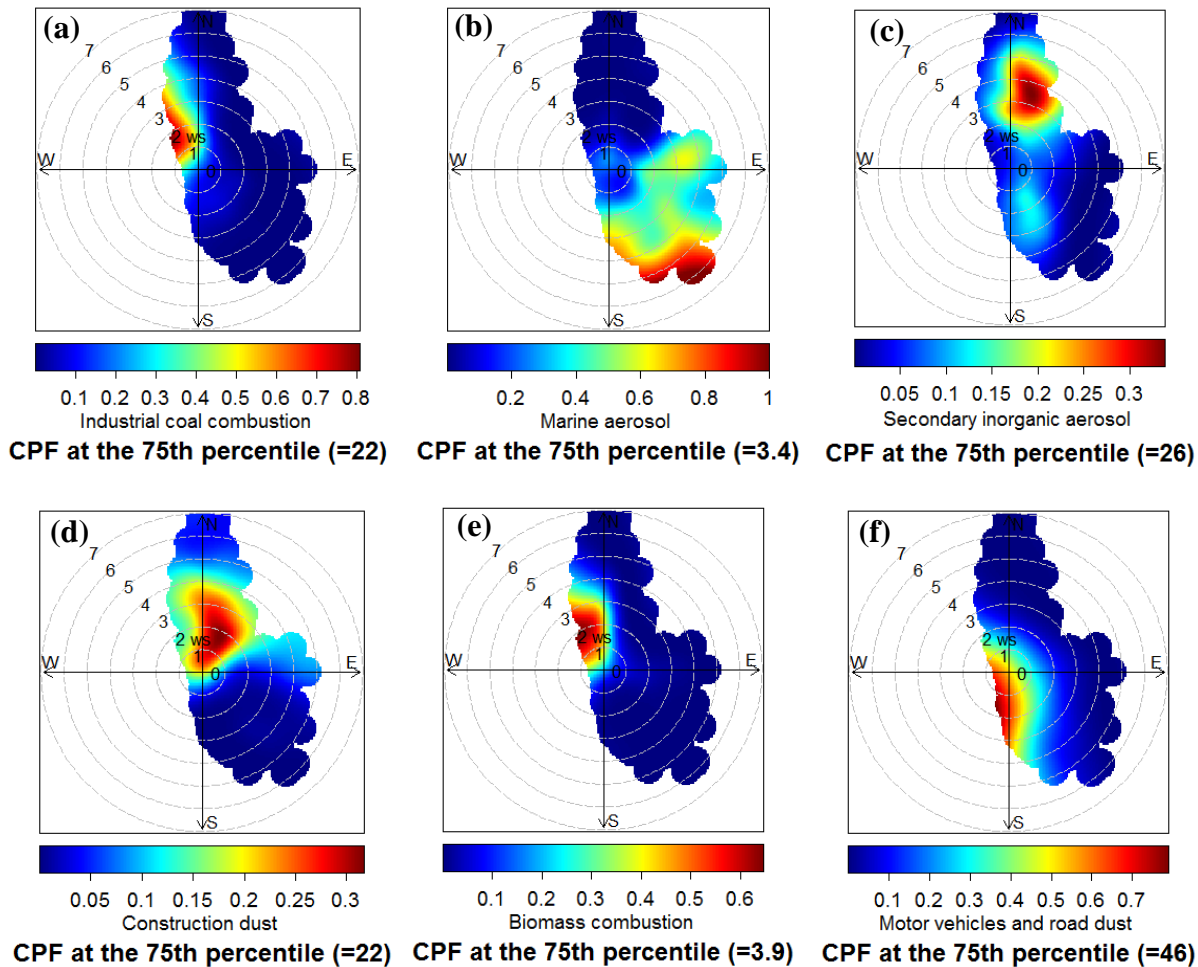 (a)
N
7
6
5
4
3
2 ws
1
0
W
E
S
0.1 0.2 0.3 0.4 0.5 0.6 0.7 0.8
Industrial coal combustion
CPF at the 75th percentile (=22)
(b)
N
7
6
5
4
3
2 ws
1
0
W
E
S
0.2 0.4 0.6 0.8 1
Marine aerosol
CPF at the 75th percentile (=3.4)
(c)
N
7
6
5
4
3
2 ws
1
0
W
E
S
0.05 0.1 0.15 0.2 0.25 0.3
Secondary inorganic aerosol
CPF at the 75th percentile (=26)
(d)
N
7
6
5
4
3
2 ws
1
0
W
E
S
0.05 0.1 0.15 0.2 0.25 0.3
Construction dust
CPF at the 75th percentile (=22)
(e)
N
7
6
5
4
3
2 ws
1
0
W
E
S
0.1 0.2 0.3 0.4 0.5 0.6
Biomass combustion
CPF at the 75th percentile (=3.9)
(f)
N
7
6
5
4
3
2 ws
1
0
W
E
S
0.1 0.2 0.3 0.4 0.5 0.6 0.7
Motor vehicles and road dust
CPF at the 75th percentile (=46)